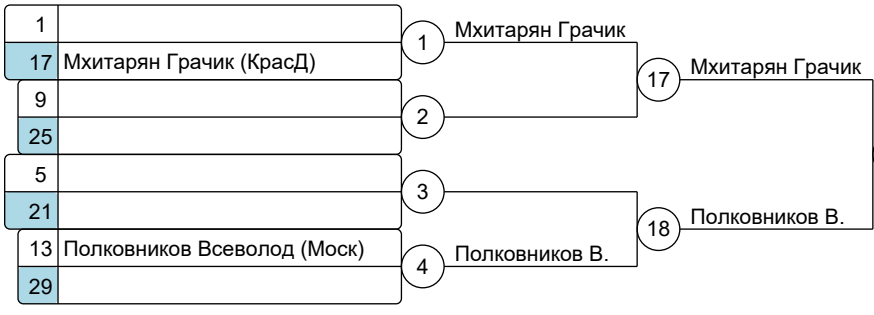 1
17 Мхитарян Грачик (КрасД)
9
25
5
21
13 Полковников Всеволод (Моск)
29
1 Мхитарян Грачик
2
3
4 Полковников В.
17 Мхитарян Грачик
18 Полковников В.